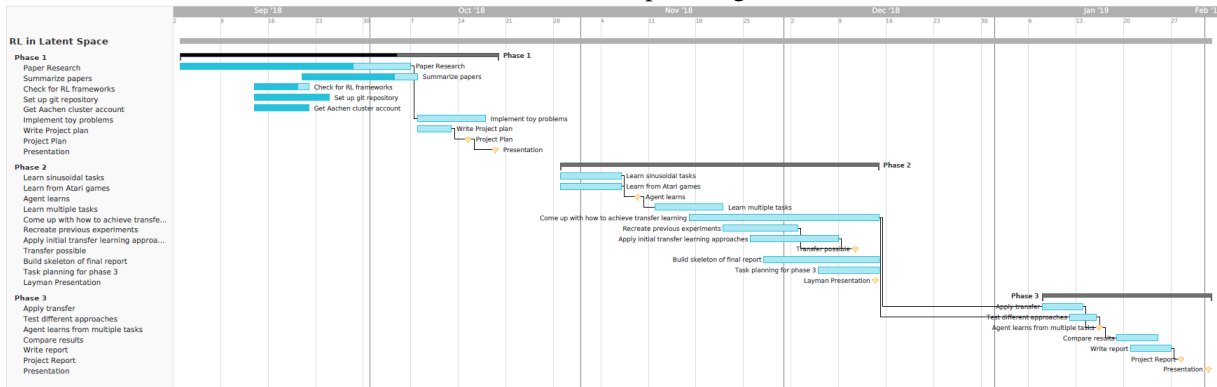 Sep '18 Oct '18 Nov '18 Dec '18 Jan '19
2 9 16 23 30 7 14 21 28 4 11 18 25 2 9 16 23 30 6 13 20 27 3
RL in Latent Space
Phase 1 Phase 1
Paper Research Paper Research
Summarize papers Summarize papers
Check for RL frameworks Check for RL frameworks
Set up git repository Set up git repository
Get Aachen cluster account Get Aachen cluster account
Implement toy problems Implement toy problems
Write Project plan Write Project plan
Project Plan Project Plan
Presentation Presentation
Phase 2 Phase 2
Learn sinusoidal tasks Learn sinusoidal tasks
Learn from Atari games Learn from Atari games
Agent learns Agent learns
Learn multiple tasks Learn multiple tasks
Come up with how to achieve transfe... Come up with how to achieve transfer learning
Recreate previous experiments Recreate previous experiments
Apply initial transfer learning approa... Apply initial transfer learning approaches
Transfer possible Transfer possible
Build skeleton of final report Build skeleton of final report
Task planning for phase 3 Task planning for phase 3
Layman Presentation Layman Presentation
Phase 3 Phase 3
Apply transfer Apply transfer
Test different approaches Test different approaches
Agent learns from multiple tasks Agent learns from multiple tasks
Compare results Compare results
Write report Write report
Project Report Project Report
Presentation Presentation